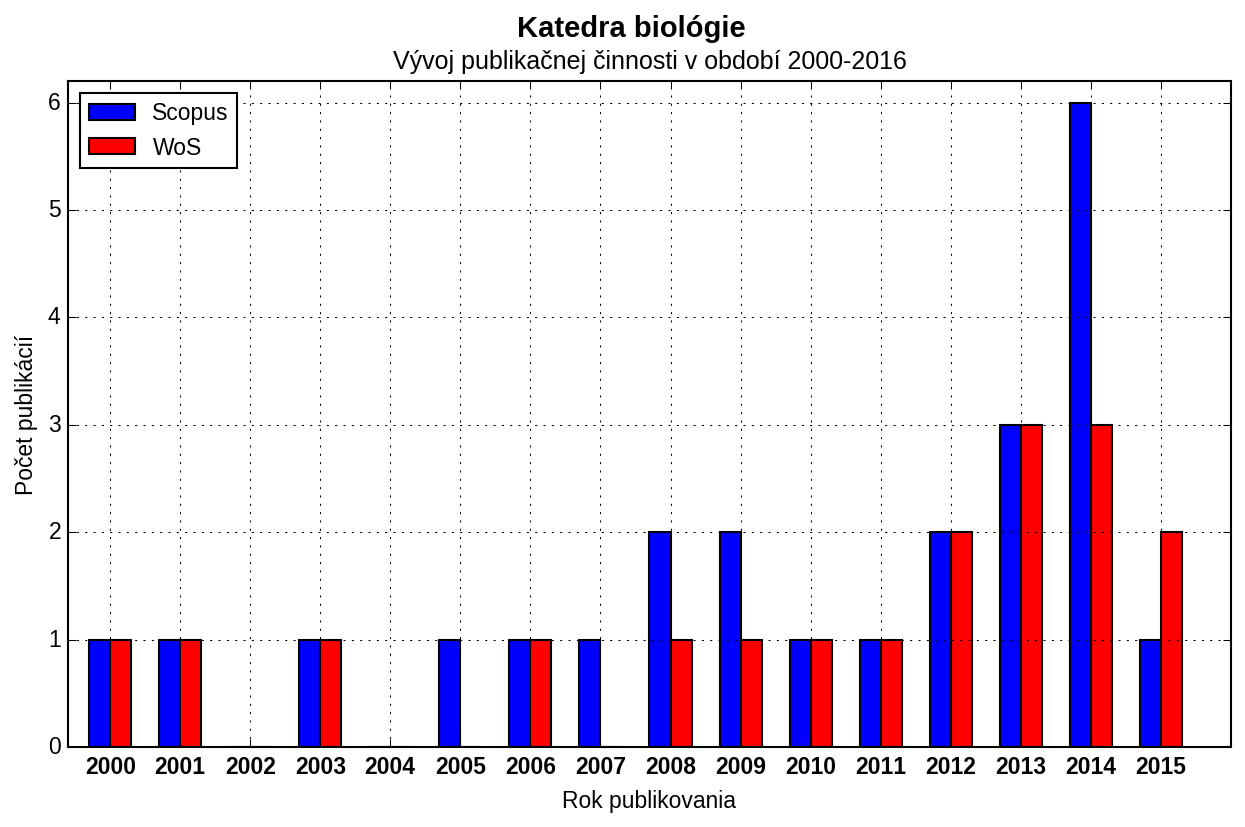 Katedra biológie
Vývoj publikačnej činnosti v období 2000-2016
Scopus
WoS
6
5
4
3
2
1
0
Počet publikácií
2000 2001 2002 2003 2004 2005 2006 2007 2008 2009 2010 2011 2012 2013 2014 2015
Rok publikovania